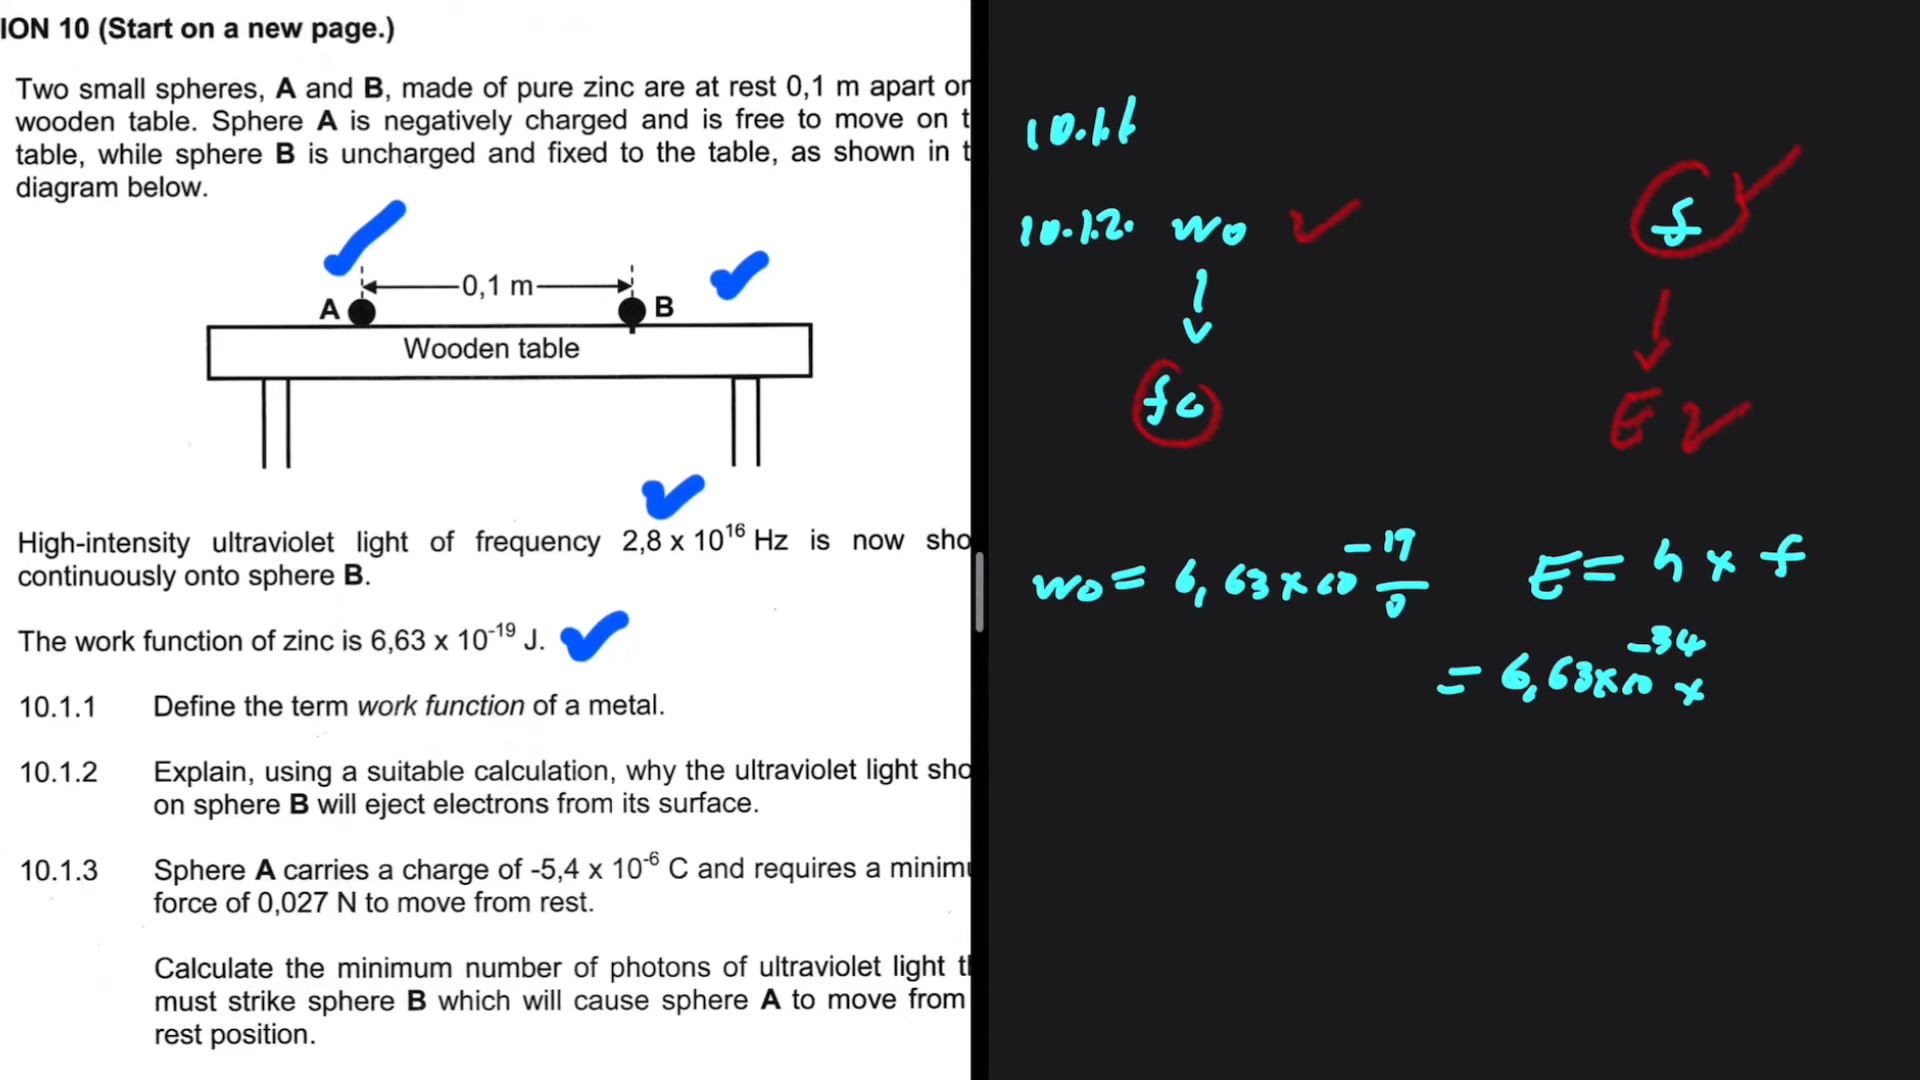 ION 10 (Start on a new page.)
Two small spheres, A and B, made of pure zinc are at rest 0,1 m apart on
wooden table. Sphere A is negatively charged and is free to move on t
table, while sphere B is uncharged and fixed to the table, as shown in t
diagram below.
0,1 m
A
B
Wooden table
High-intensity ultraviolet light of frequency 2,8 x 10^16 Hz is now sho
continuously onto sphere B.
The work function of zinc is 6,63 x 10^-19 J.
10.1.1 Define the term work function of a metal.
10.1.2 Explain, using a suitable calculation, why the ultraviolet light sho
on sphere B will eject electrons from its surface.
10.1.3 Sphere A carries a charge of -5,4 x 10^-6 C and requires a minim
force of 0,027 N to move from rest.
Calculate the minimum number of photons of ultraviolet light th
must strike sphere B which will cause sphere A to move from
rest position.
10.1.1
10.1.2. W0
f0
f
E
W0 = 6,63 x 10^-19
E = h x f
= 6,63 x 10^-34 x